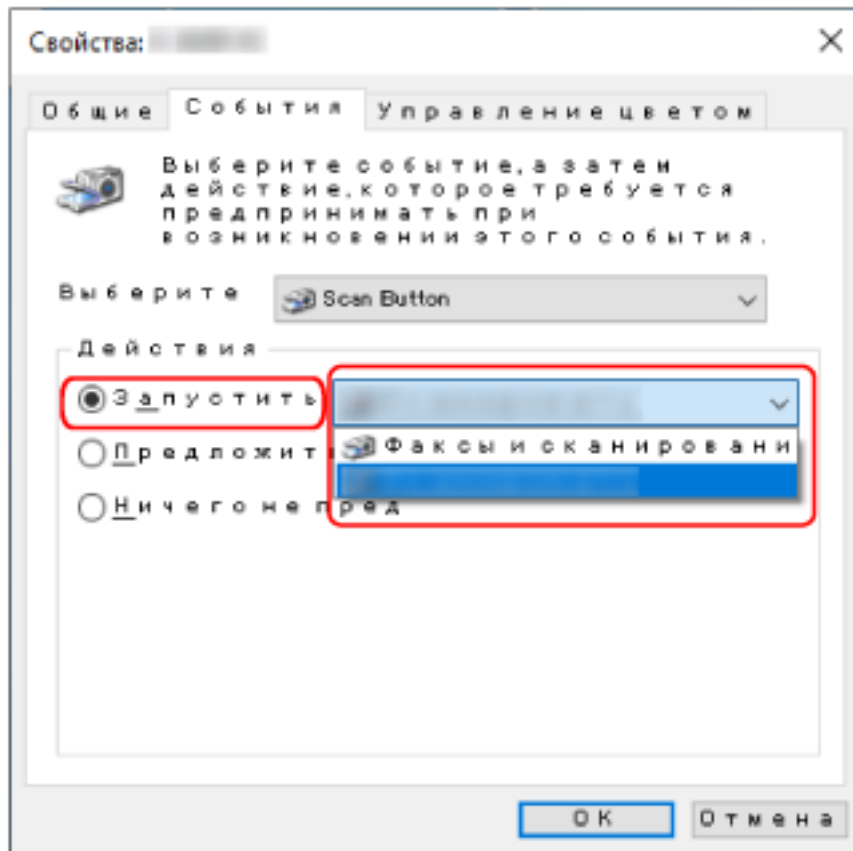 Свойства:
Общие События Управление цветом
Выберите событие, а затем
действие, которое требуется
предпринимать при
возникновении этого события.
Выберите Scan Button
Действия
Запустить
Предложит Факсы и сканировани
Ничего не пред
OK Отмена